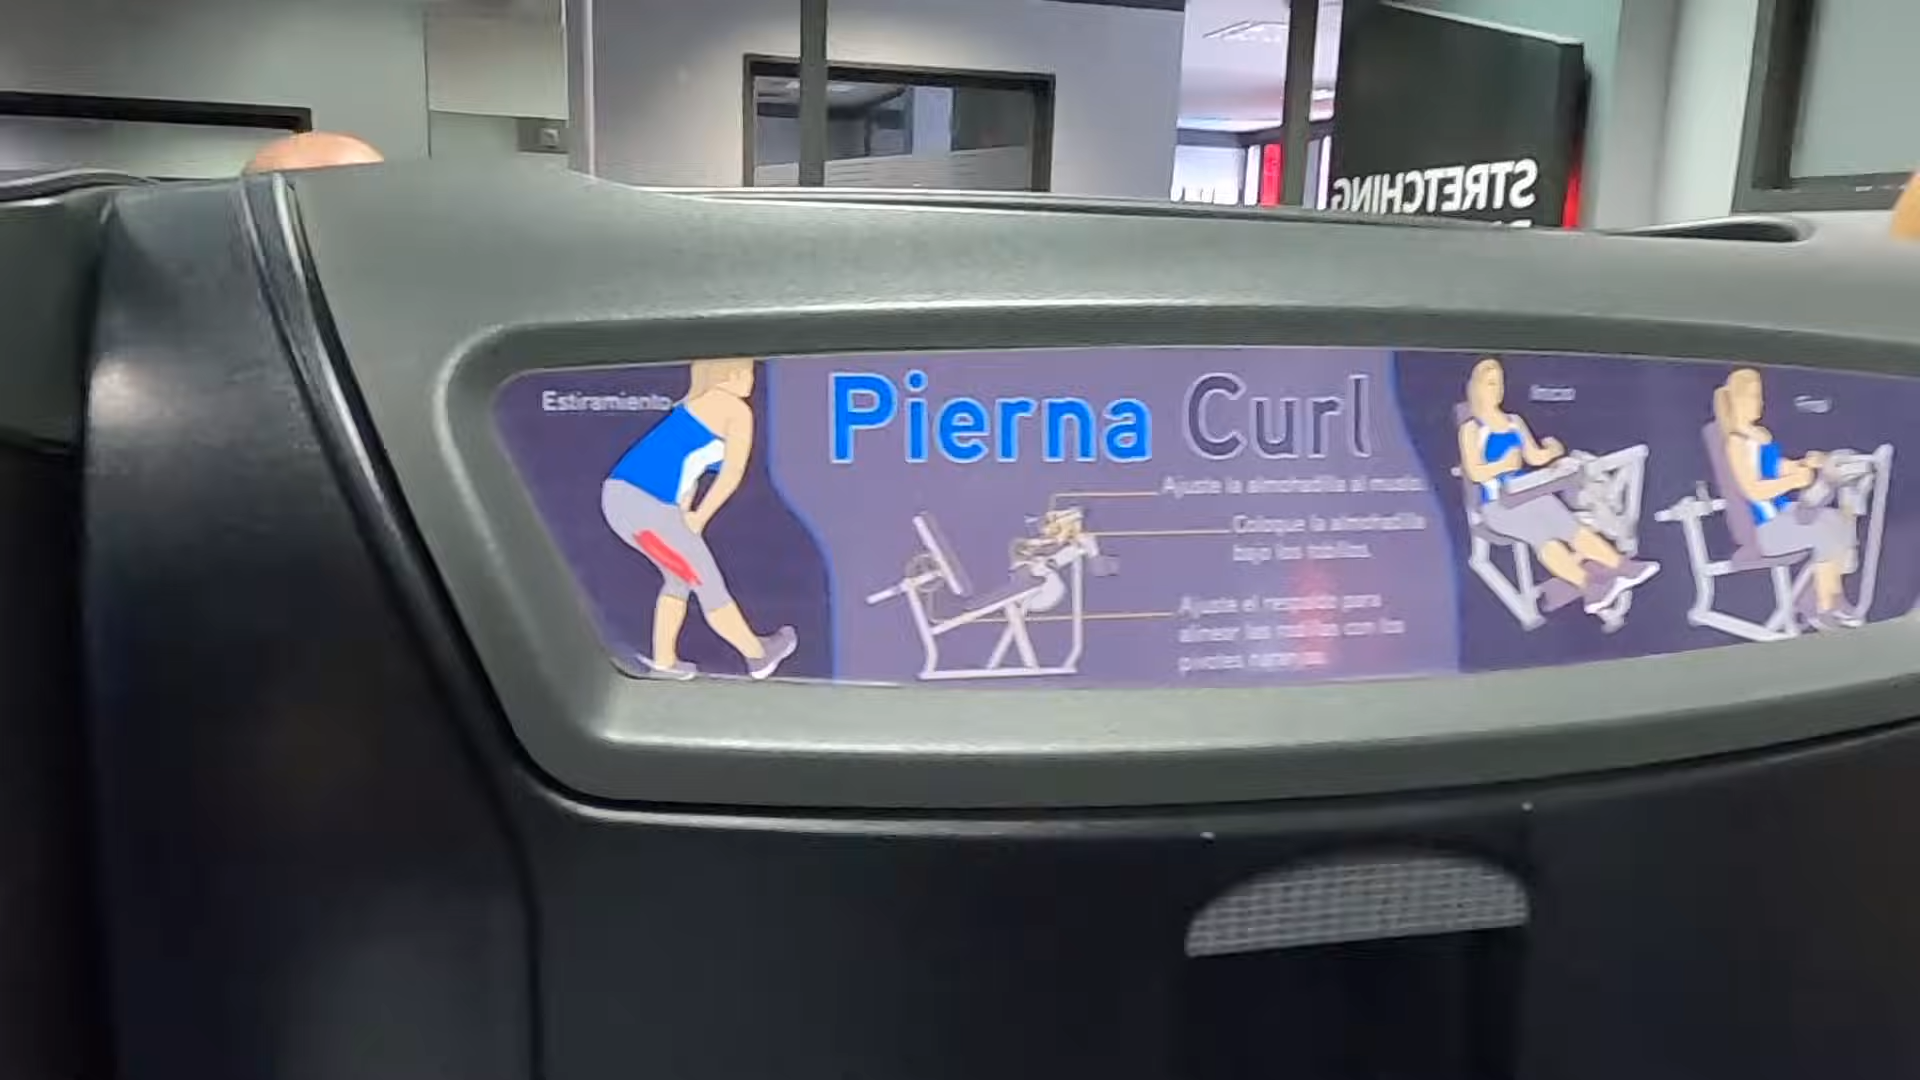 STRETCHING
Estiramiento
Pierna Curl
Inicio
Final
Ajuste la almohadilla al muslo
Coloque la almohadilla
bajo los tobillos.
Ajuste el respaldo para
alinear las rodillas con los
pivotes